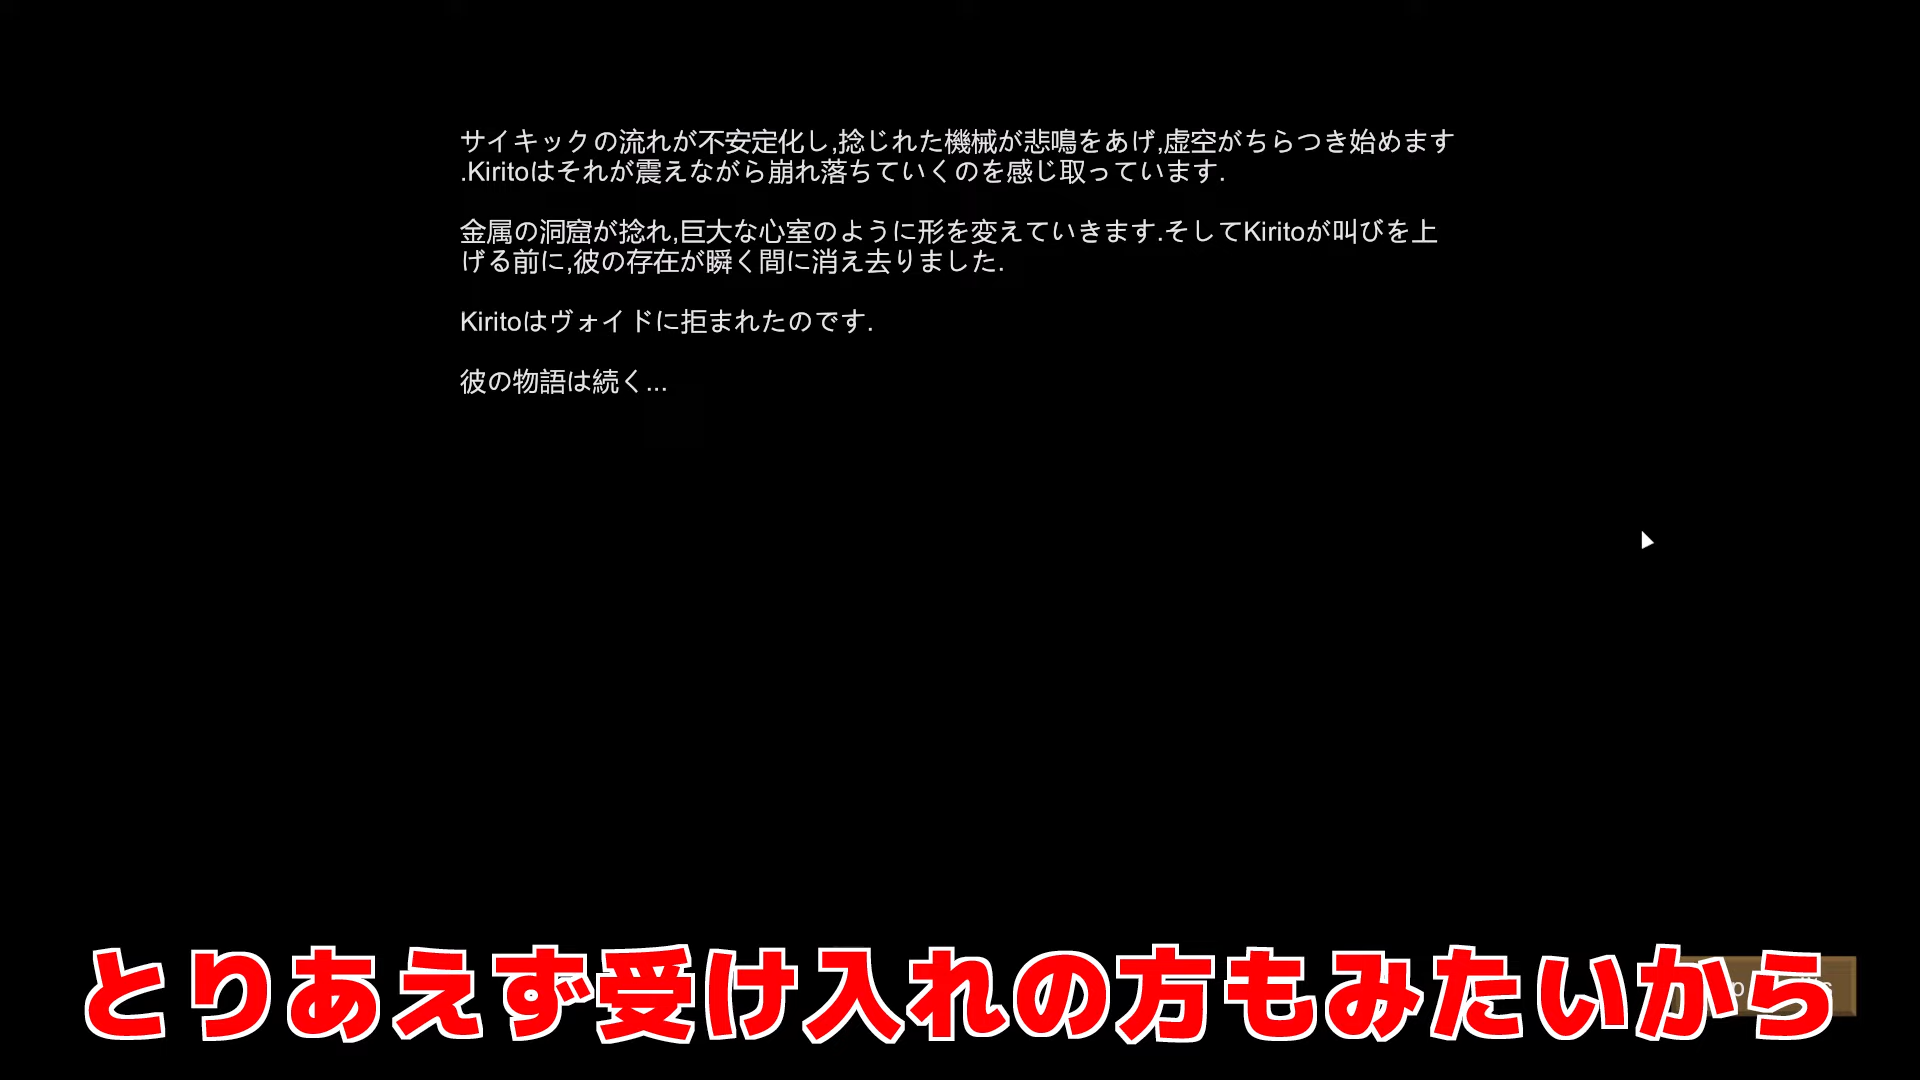 サイキックの流れが不安定化し,捻じれた機械が悲鳴をあげ,虚空がちらつき始めます
.Kiritoはそれが震えながら崩れ落ちていくのを感じ取っています.
金属の洞窟が捻れ,巨大な心室のように形を変えていきます.そしてKiritoが叫びを上
げる前に,彼の存在が瞬く間に消え去りました.
Kiritoはヴォイドに拒まれたのです.
彼の物語は続く...
とりあえず受け入れの方もみたいから